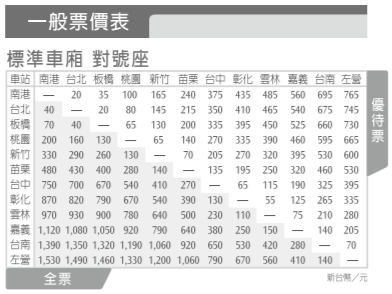 一般票價表
標準車廂 對號座
車站 南港 台北 板橋 桃園 新竹 苗栗 台中 彰化 雲林 嘉義 台南 左營
南港 — 20 35 100 165 240 375 435 485 560 695 765
台北 40 — 20 80 145 215 350 410 465 540 675 745
板橋 70 40 — 65 130 200 335 395 450 525 660 730
桃園 200 160 130 — 65 140 270 335 390 460 595 665
新竹 330 290 260 130 — 70 205 270 320 395 530 600
苗栗 480 430 400 280 140 — 135 195 250 320 460 530
台中 750 700 670 540 410 270 — 65 115 190 325 395
彰化 870 820 790 670 540 390 130 — 55 125 265 335
雲林 970 930 900 780 640 500 230 110 — 75 210 280
嘉義 1,120 1,080 1,050 920 790 640 380 250 150 — 140 205
台南 1,390 1,350 1,320 1,190 1,060 920 650 530 420 280 — 70
左營 1,530 1,490 1,460 1,330 1,200 1,060 790 670 560 410 140 —
優待票
全票
新台幣／元